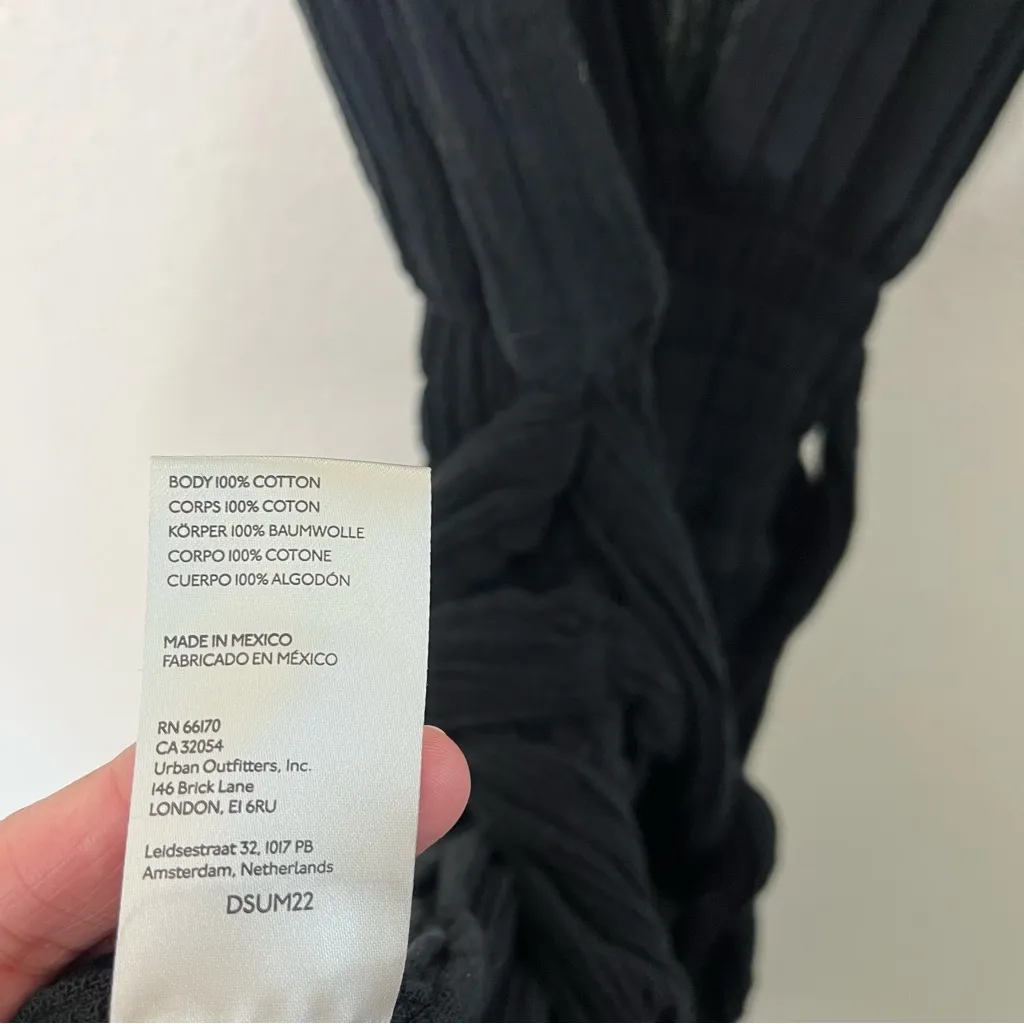 BODY 100% COTTON
CORPS 100% COTON
KÖRPER 100% BAUMWOLLE
CORPO 100% COTONE
CUERPO 100% ALGODÓN
MADE IN MEXICO
FABRICADO EN MÉXICO
RN 66170
CA 32054
Urban Outfitters, Inc.
146 Brick Lane
LONDON, E1 6RU
Leidsestraat 32, 1017 PB
Amsterdam, Netherlands
DSUM22